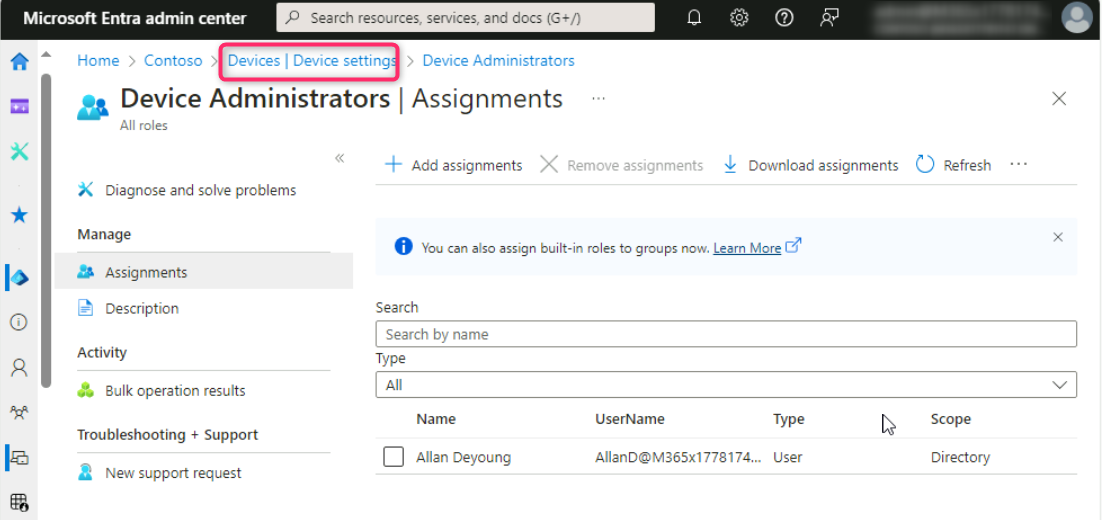 Microsoft Entra admin center
Search resources, services, and docs (G+/)
Home > Contoso > Devices | Device settings > Device Administrators
Device Administrators | Assignments ...
All roles
Add assignments Remove assignments Download assignments Refresh ...
Diagnose and solve problems
Manage
You can also assign built-in roles to groups now. Learn More
Assignments
Description
Search
Search by name
Activity
Type
All
Bulk operation results
Name UserName Type Scope
Troubleshooting + Support
Allan Deyoung AllanD@M365x1778174... User Directory
New support request